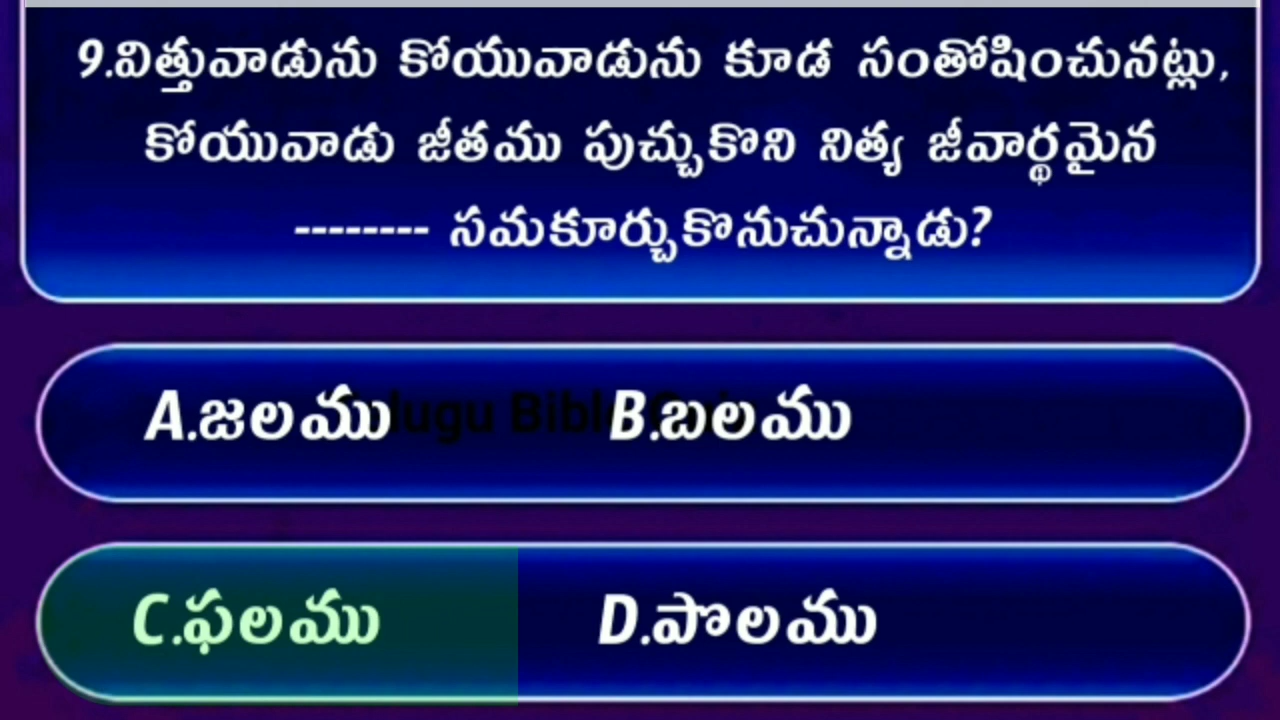 9.విత్తువాడును కోయువాడును కూడ సంతోషించునట్లు,
కోయువాడు జీతము పుచ్చుకొని నిత్య జీవార్థమైన
-------- సమకూర్చుకొనుచున్నాడు?
A.జలము B.బలము
C.ఫలము D.పొలము